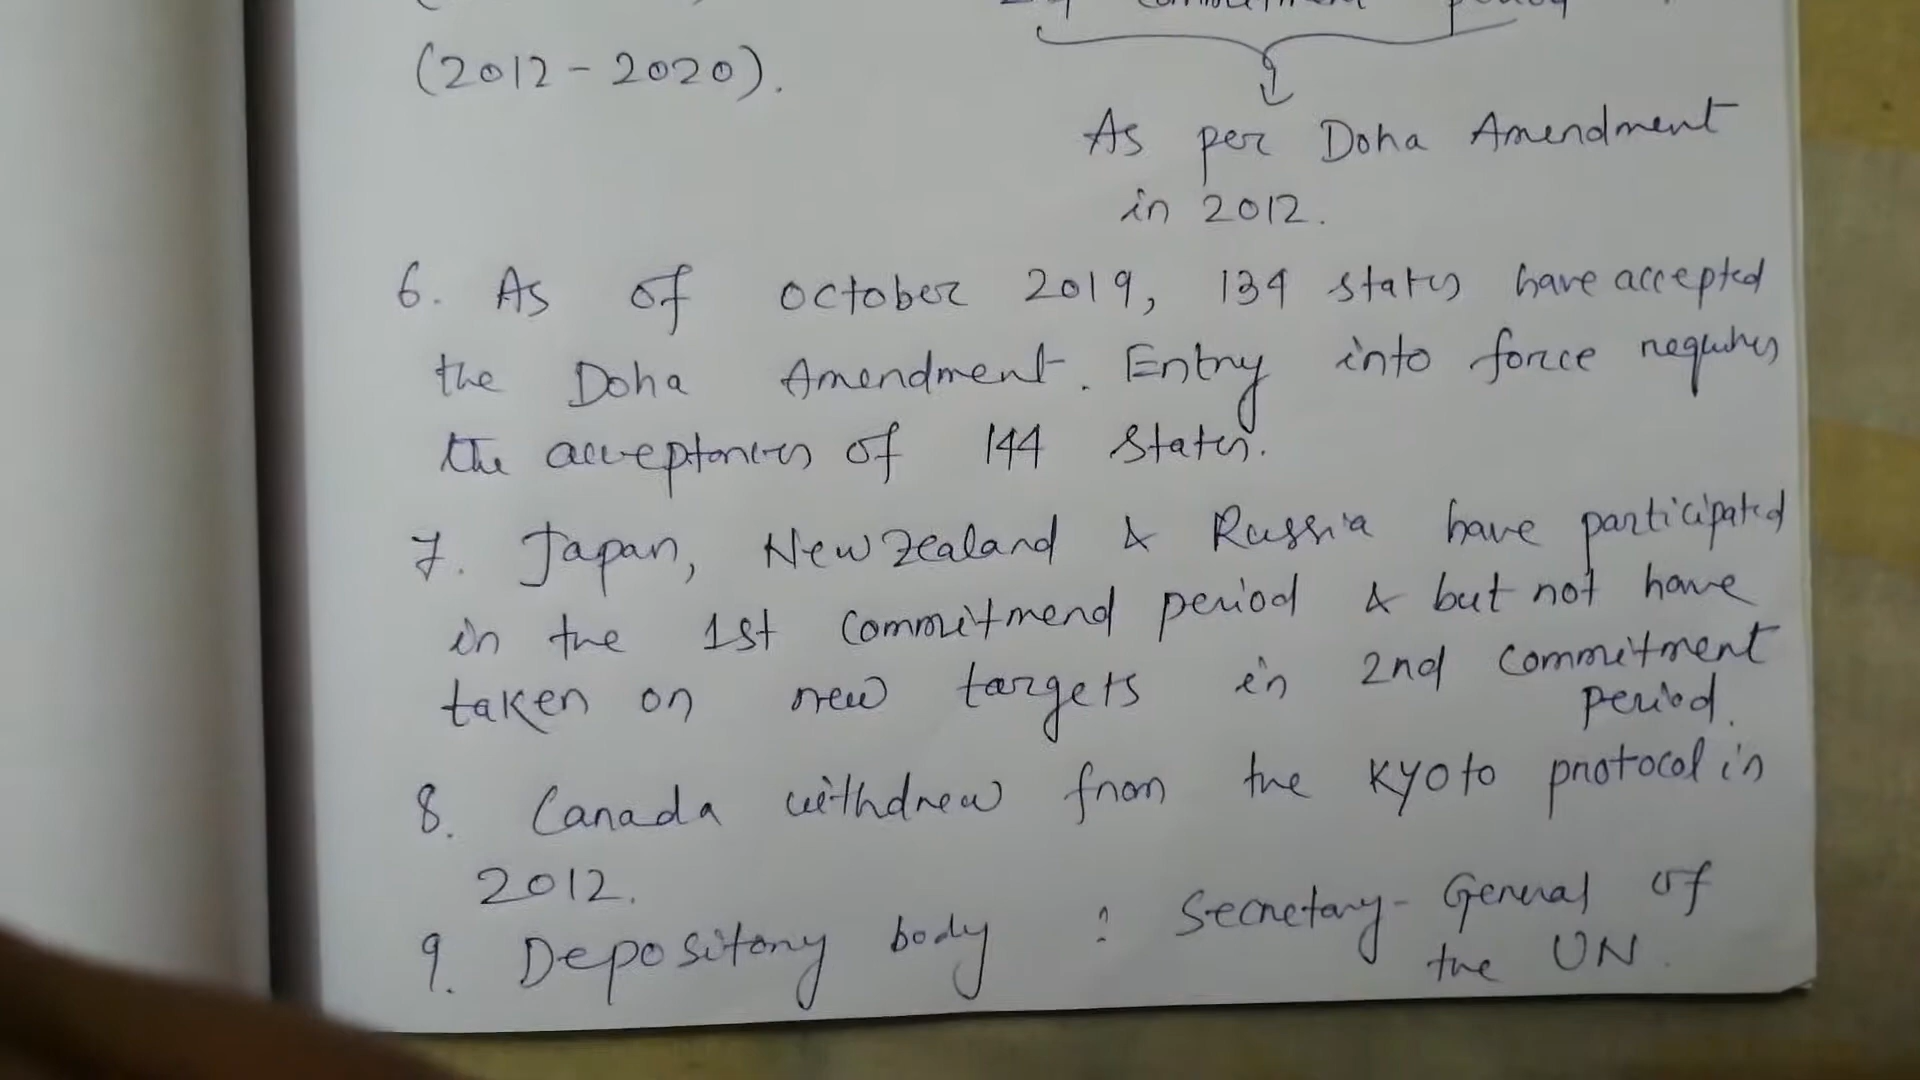 commitment period
(2012 - 2020).
As per Doha Amendment
in 2012.
6. As of october 2019, 134 states have accepted
the Doha Amendment. Entry into force requires
the acceptances of 144 states.
7. Japan, New Zealand & Russia have participated
in the 1st Commitmend period & but not have
taken on new targets in 2nd commitment
period.
8. Canada withdrew from the Kyoto protocol in
2012.
9. Depository body : Secretary-General of
the UN.